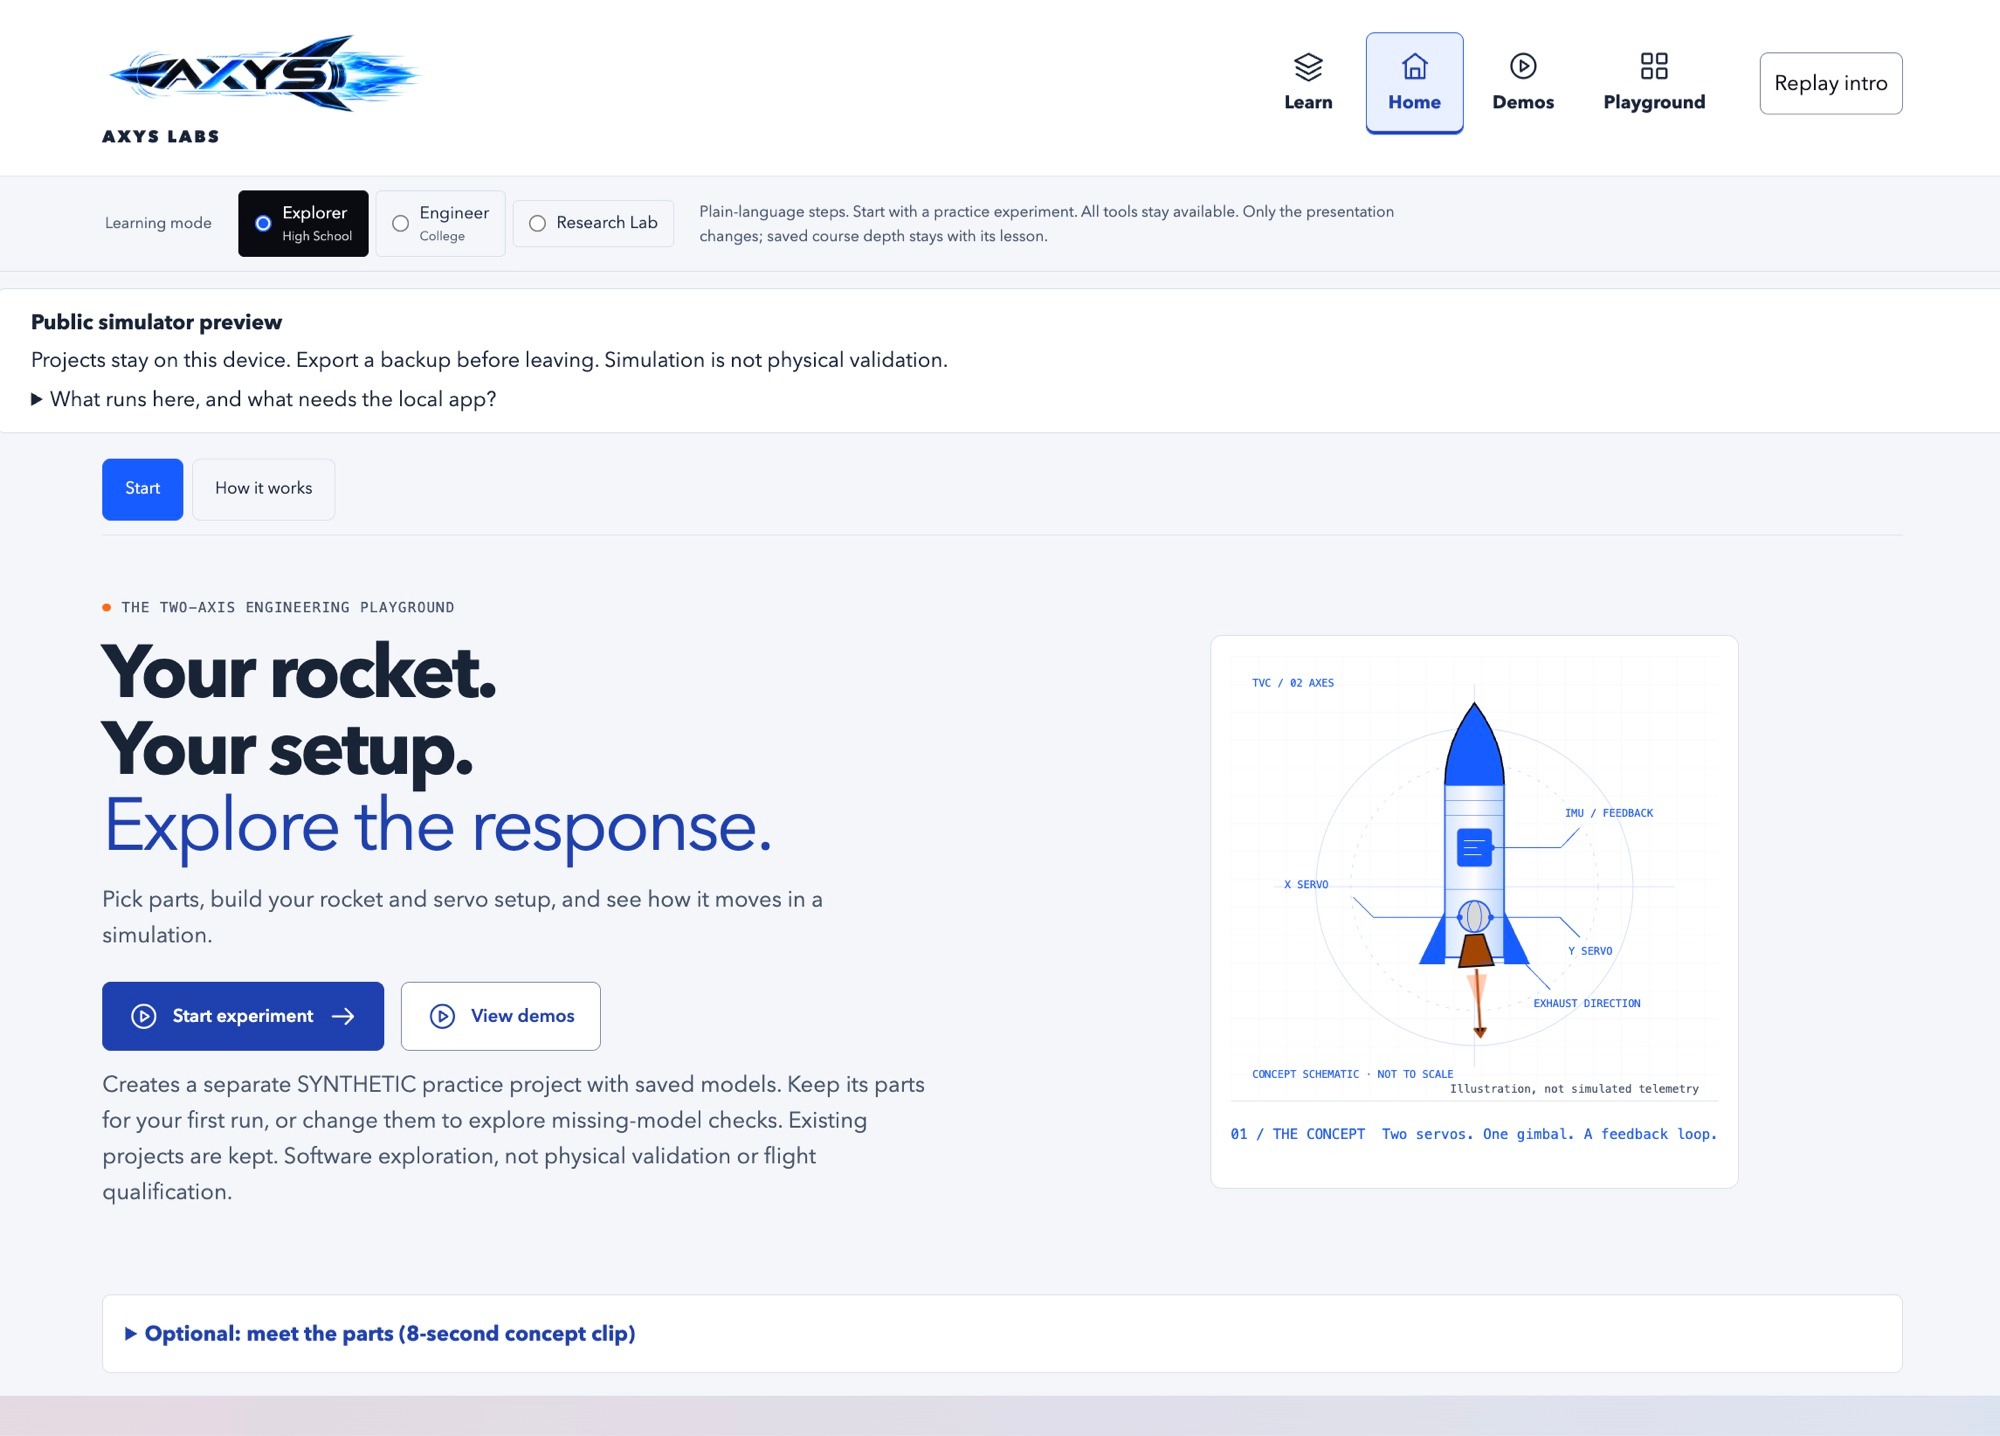 AXYS
AXYS LABS
Learn
Home
Demos
Playground
Replay intro
Learning mode
Explorer
High School
Engineer
College
Research Lab
Plain-language steps. Start with a practice experiment. All tools stay available. Only the presentation
changes; saved course depth stays with its lesson.
Public simulator preview
Projects stay on this device. Export a backup before leaving. Simulation is not physical validation.
What runs here, and what needs the local app?
Start
How it works
THE TWO-AXIS ENGINEERING PLAYGROUND
Your rocket.
Your setup.
Explore the response.
Pick parts, build your rocket and servo setup, and see how it moves in a
simulation.
Start experiment
View demos
Creates a separate SYNTHETIC practice project with saved models. Keep its parts
for your first run, or change them to explore missing-model checks. Existing
projects are kept. Software exploration, not physical validation or flight
qualification.
TVC / 02 AXES
IMU / FEEDBACK
X SERVO
Y SERVO
EXHAUST DIRECTION
CONCEPT SCHEMATIC · NOT TO SCALE
Illustration, not simulated telemetry
01 / THE CONCEPT Two servos. One gimbal. A feedback loop.
Optional: meet the parts (8-second concept clip)